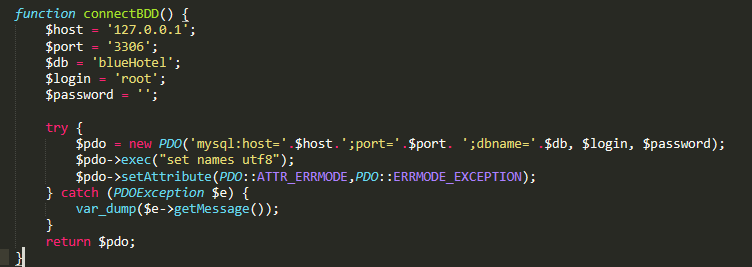 function connectBDD() {
$host = '127.0.0.1';
$port = '3306';
$db = 'blueHotel';
$login = 'root';
$password = '';
try {
$pdo = new PDO('mysql:host='.$host.';port='.$port. ';dbname='.$db, $login, $password);
$pdo->exec("set names utf8");
$pdo->setAttribute(PDO::ATTR_ERRMODE,PDO::ERRMODE_EXCEPTION);
} catch (PDOException $e) {
var_dump($e->getMessage());
}
return $pdo;
}